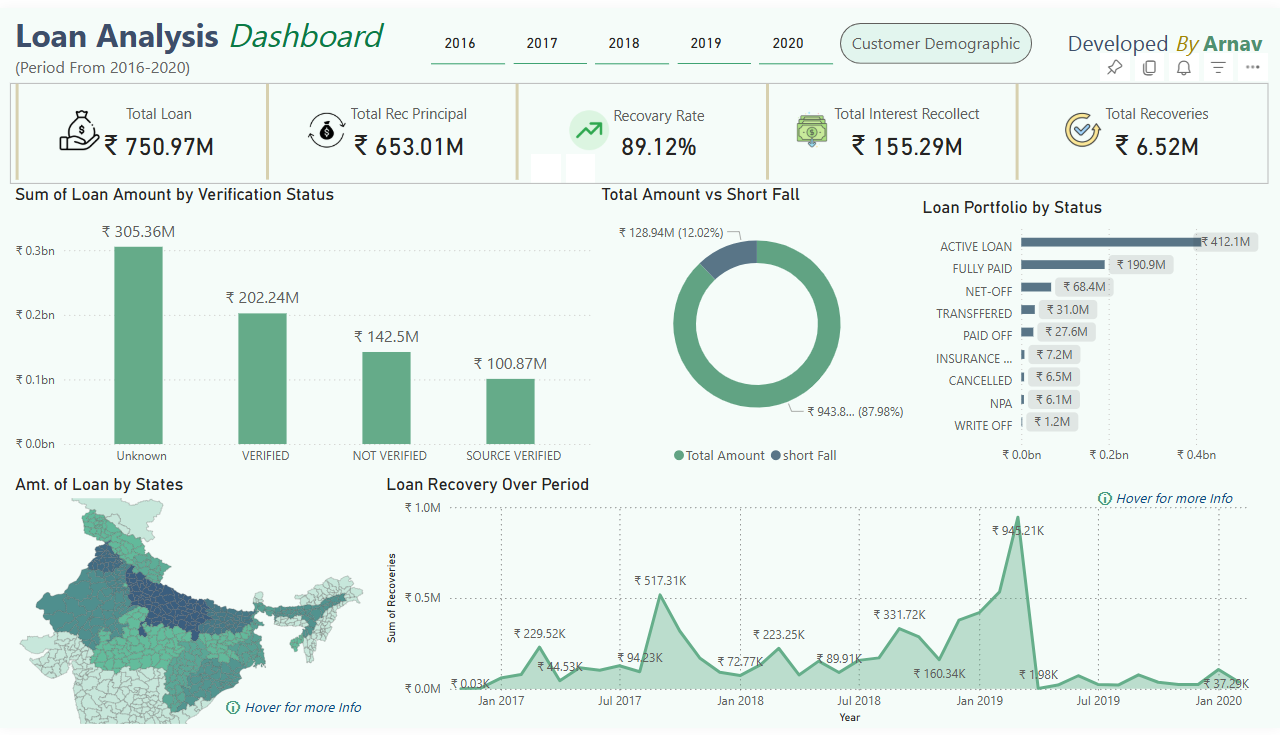 Loan Analysis Dashboard
(Period From 2016-2020)
2016
2017
2018
2019
2020
Customer Demographic
Developed By Arnav
Total Loan
₹ 750.97M
Total Rec Principal
₹ 653.01M
Recovary Rate
89.12%
Total Interest Recollect
₹ 155.29M
Total Recoveries
₹ 6.52M
Sum of Loan Amount by Verification Status
₹ 0.3bn
₹ 0.2bn
₹ 0.1bn
₹ 0.0bn
₹ 305.36M
₹ 202.24M
₹ 142.5M
₹ 100.87M
Unknown
VERIFIED
NOT VERIFIED
SOURCE VERIFIED
Total Amount vs Short Fall
₹ 128.94M (12.02%)
₹ 943.8... (87.98%)
Total Amount
short Fall
Loan Portfolio by Status
ACTIVE LOAN ₹ 412.1M
FULLY PAID ₹ 190.9M
NET-OFF ₹ 68.4M
TRANSFFERED ₹ 31.0M
PAID OFF ₹ 27.6M
INSURANCE ... ₹ 7.2M
CANCELLED ₹ 6.5M
NPA ₹ 6.1M
WRITE OFF ₹ 1.2M
₹ 0.0bn
₹ 0.2bn
₹ 0.4bn
Amt. of Loan by States
Hover for more Info
Loan Recovery Over Period
Hover for more Info
Sum of Recoveries
₹ 1.0M
₹ 0.5M
₹ 0.0M
₹ 0.03K
₹ 229.52K
₹ 44.53K
₹ 94.23K
₹ 517.31K
₹ 72.77K
₹ 223.25K
₹ 89.91K
₹ 331.72K
₹ 160.34K
₹ 945.21K
₹ 1.98K
₹ 37.29K
Jan 2017
Jul 2017
Jan 2018
Jul 2018
Jan 2019
Jul 2019
Jan 2020
Year